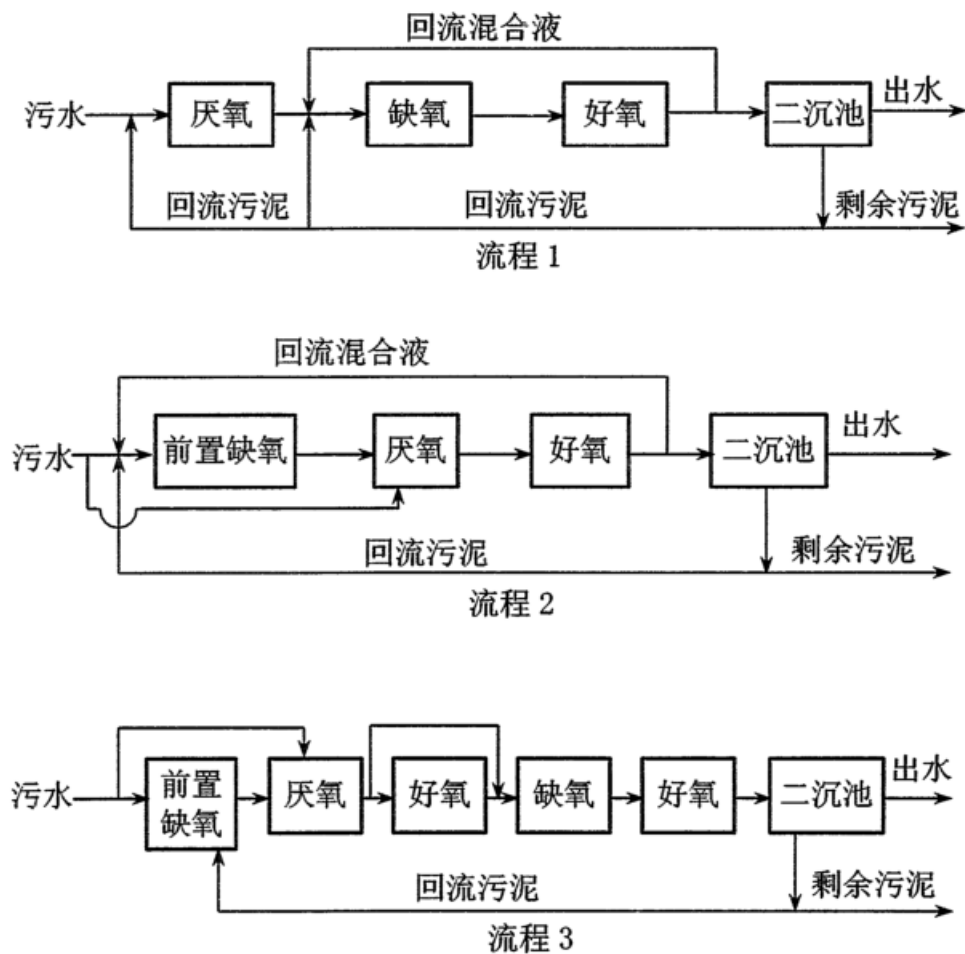 回流混合液
污水
厌氧
缺氧
好氧
二沉池
出水
回流污泥
回流污泥
剩余污泥
流程1
回流混合液
污水
前置缺氧
厌氧
好氧
二沉池
出水
回流污泥
剩余污泥
流程2
污水
前置
缺氧
厌氧
好氧
缺氧
好氧
二沉池
出水
回流污泥
剩余污泥
流程3